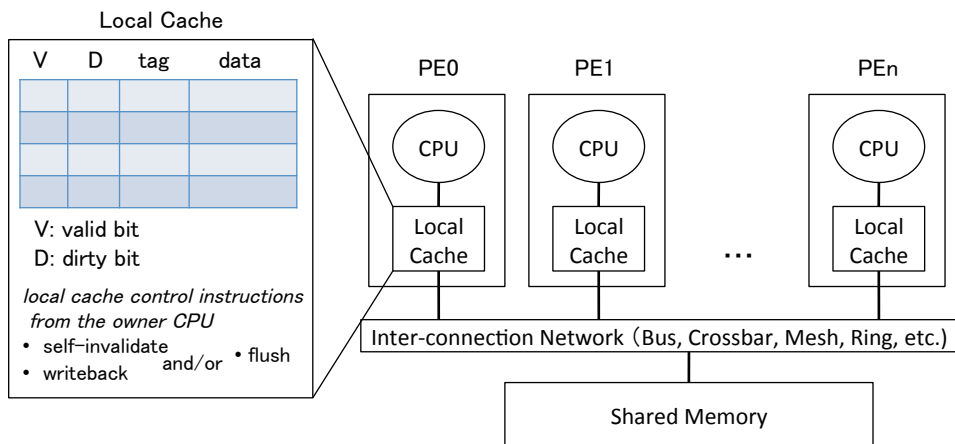 Local Cache
V D tag data
V: valid bit
D: dirty bit
local cache control instructions
from the owner CPU
• self-invalidate
• writeback
and/or
• flush
PE0 PE1 PEn
CPU CPU CPU
Local Cache
Local Cache
...
Local Cache
Inter-connection Network (Bus, Crossbar, Mesh, Ring, etc.)
Shared Memory